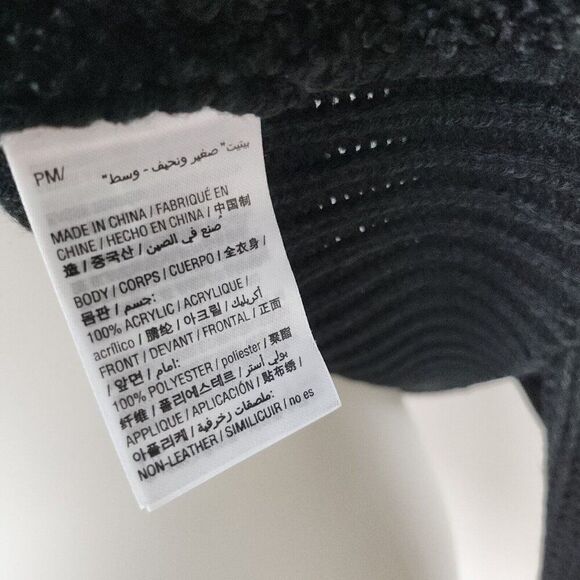 PM/ بيتيت" صغير ونحيف - وسط"
MADE IN CHINA / FABRIQUÉ EN
CHINE / HECHO EN CHINA / 中国制
造 / 중국산 / صنع في الصين /
BODY / CORPS / CUERPO / 全衣身 /
몸판 / جسم:
100% ACRYLIC / ACRYLIQUE /
acrílico / 腈纶 / 아크릴 / أكريليك
FRONT / DEVANT / FRONTAL / 正面
/ 앞면 / أمام:
100% POLYESTER / poliester / 聚酯
纤维 / 폴리에스테르 / بولي أستر
APPLIQUE / APLICACIÓN / 贴布绣 /
아플리케 / ملصقات زخرفية /
NON-LEATHER / SIMILICUIR / no es